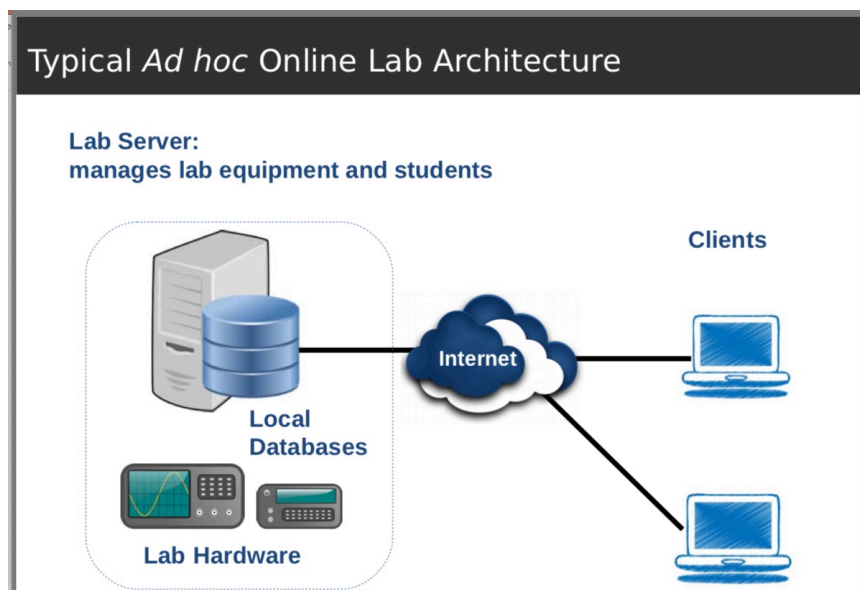 Typical Ad hoc Online Lab Architecture
Lab Server:
manages lab equipment and students
Clients
Internet
Local
Databases
Lab Hardware